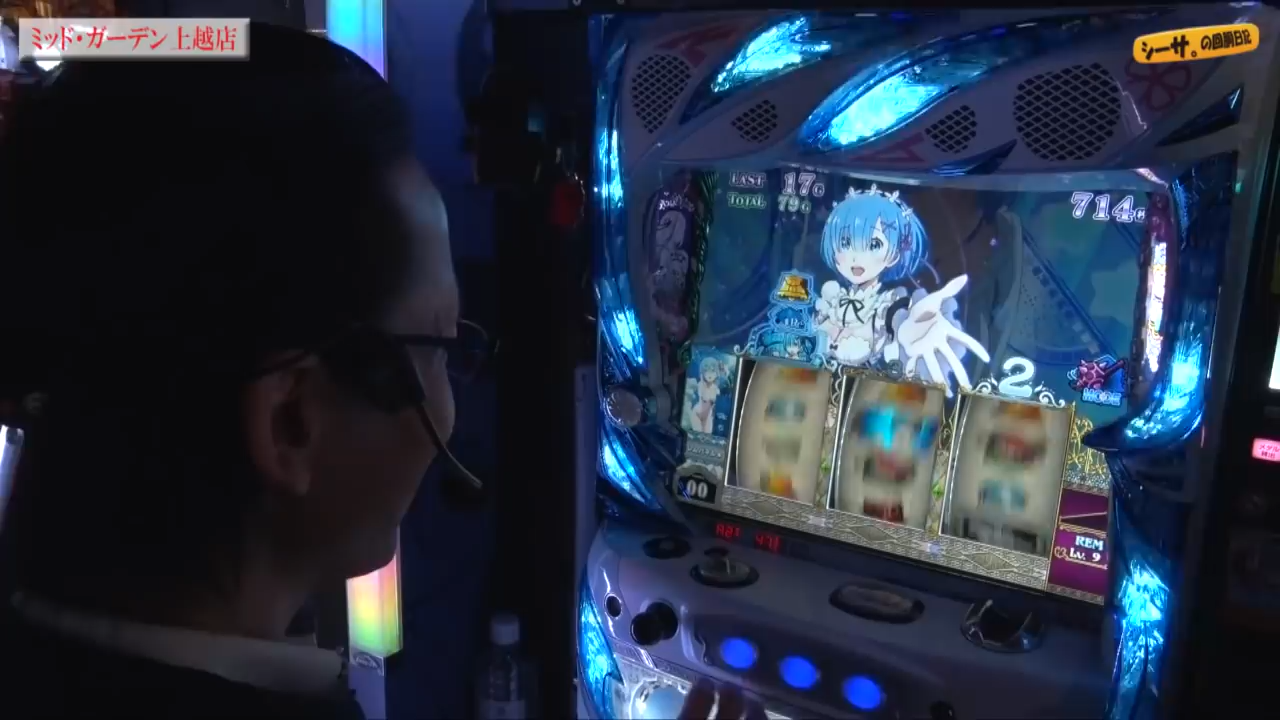 ミッド・ガーデン上越店
シーサ。の回胴日記
LAST 17G
TOTAL 79G
714
2
00
REM
Lv. 9